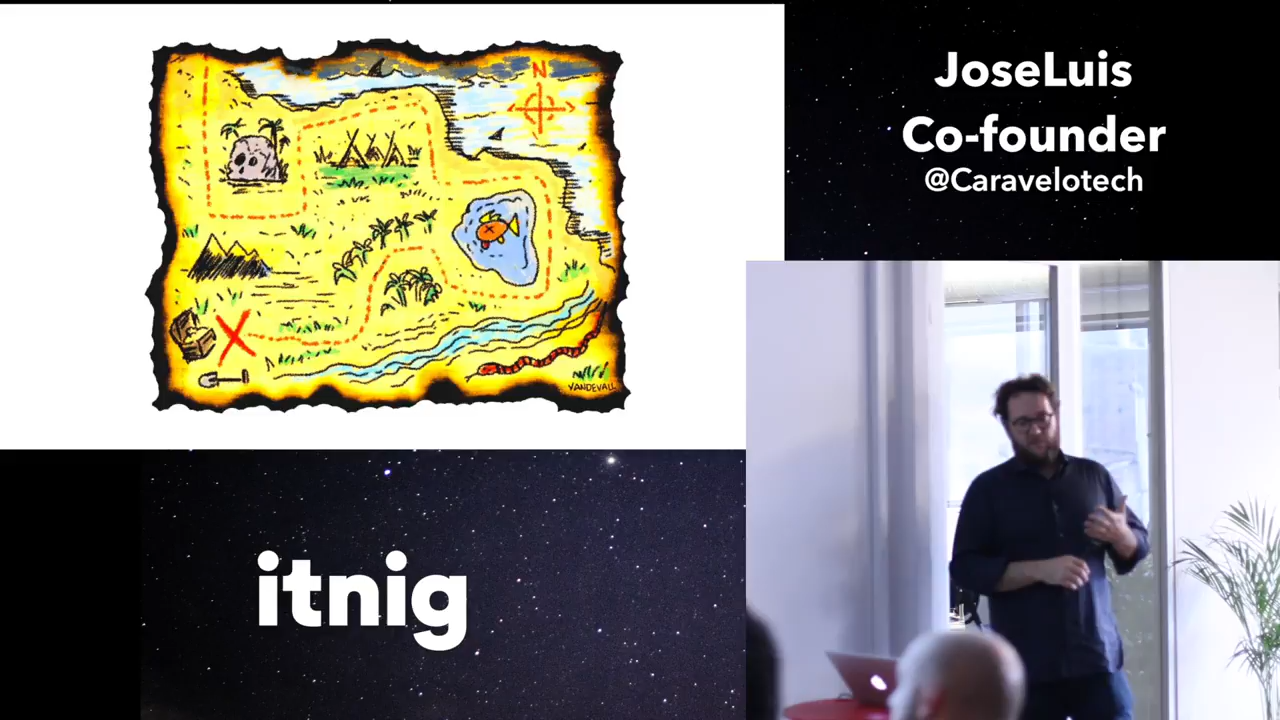 N
VANDEVALL
JoseLuis
Co-founder
@Caravelotech
itnig